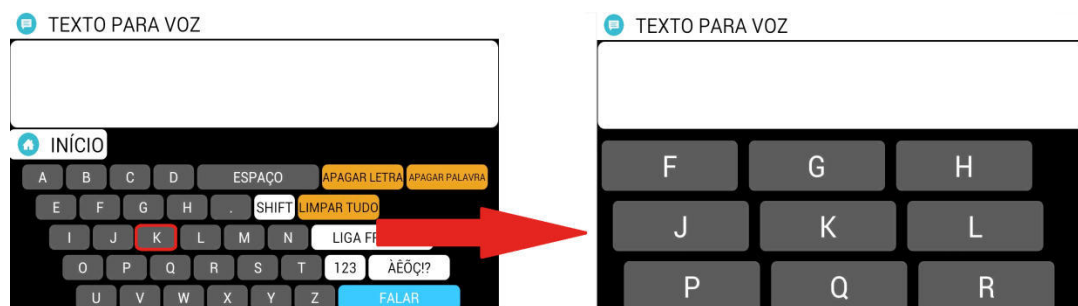 TEXTO PARA VOZ
INÍCIO
A B C D ESPAÇO APAGAR LETRA APAGAR PALAVRA
E F G H . SHIFT LIMPAR TUDO
I J K L M N LIGA
O P Q R S T 123 ÀÊÕÇ!?
U V W X Y Z FALAR
TEXTO PARA VOZ
F G H
J K L
P Q R